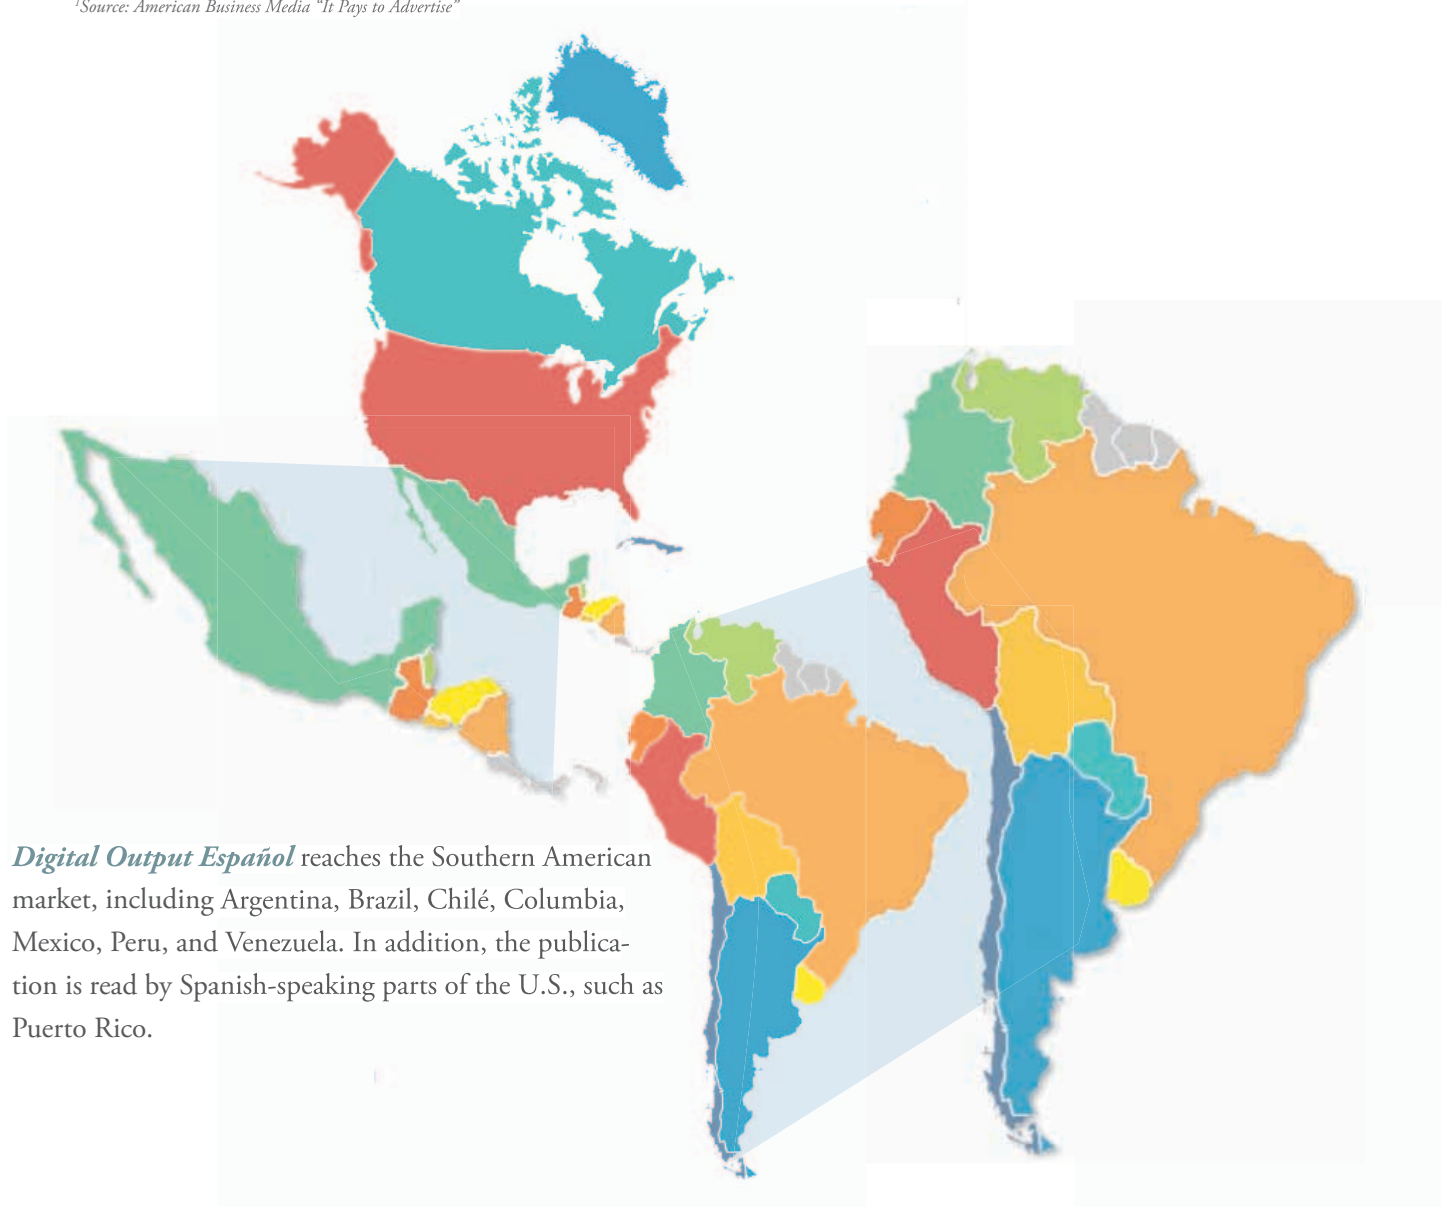 ¹Source: American Business Media “It Pays to Advertise”
Digital Output Español reaches the Southern American
market, including Argentina, Brazil, Chilé, Columbia,
Mexico, Peru, and Venezuela. In addition, the publica-
tion is read by Spanish-speaking parts of the U.S., such as
Puerto Rico.